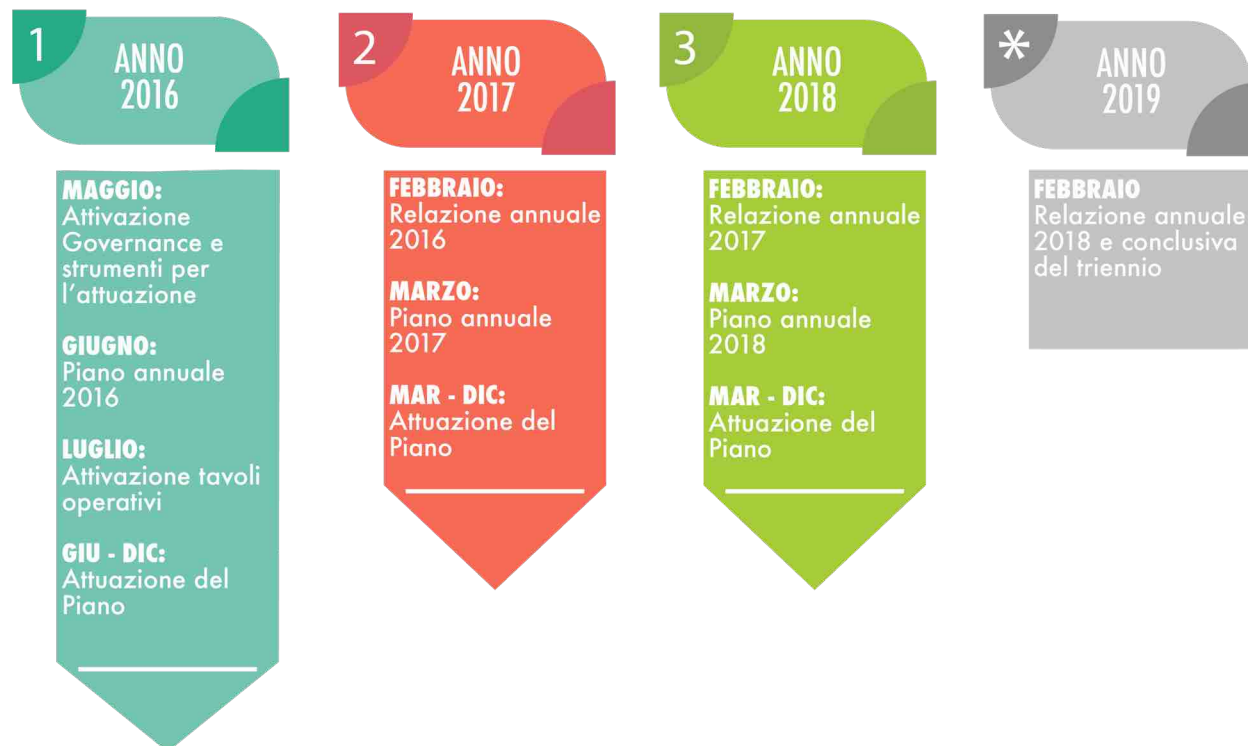 1
ANNO
2016
MAGGIO:
Attivazione
Governance e
strumenti per
l'attuazione
GIUGNO:
Piano annuale
2016
LUGLIO:
Attivazione tavoli
operativi
GIU - DIC:
Attuazione del
Piano
2
ANNO
2017
FEBBRAIO:
Relazione annuale
2016
MARZO:
Piano annuale
2017
MAR - DIC:
Attuazione del
Piano
3
ANNO
2018
FEBBRAIO:
Relazione annuale
2017
MARZO:
Piano annuale
2018
MAR - DIC:
Attuazione del
Piano
*
ANNO
2019
FEBBRAIO
Relazione annuale
2018 e conclusiva
del triennio